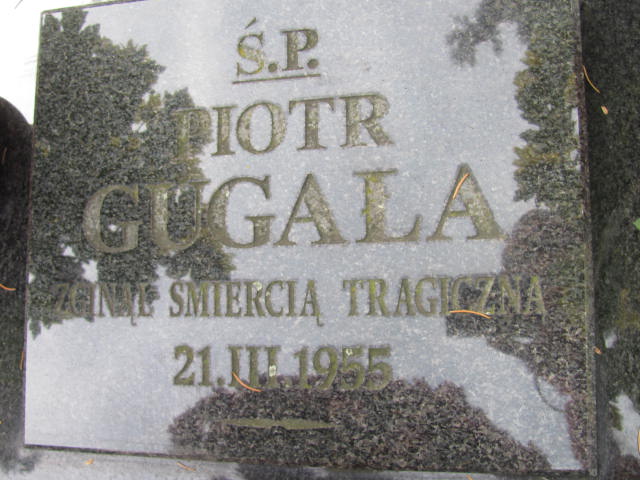 Ś.P.
PIOTR
GUGAŁA
ZGINĄŁ ŚMIERCIĄ TRAGICZNĄ
21.III.1955